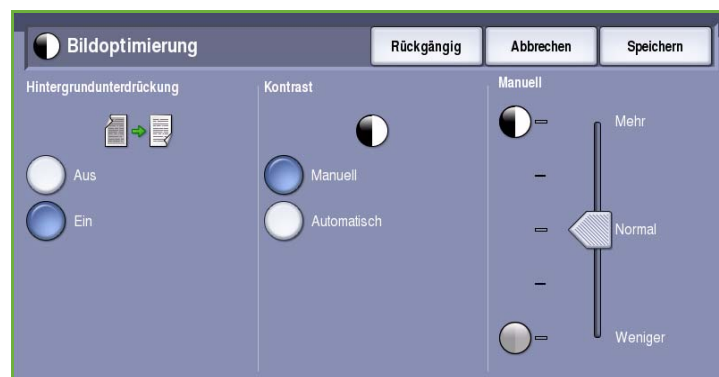 Bildoptimierung
Rückgängig
Abbrechen
Speichern
Hintergrundunterdrückung
Aus
Ein
Kontrast
Manuell
Automatisch
Manuell
Mehr
Normal
Weniger